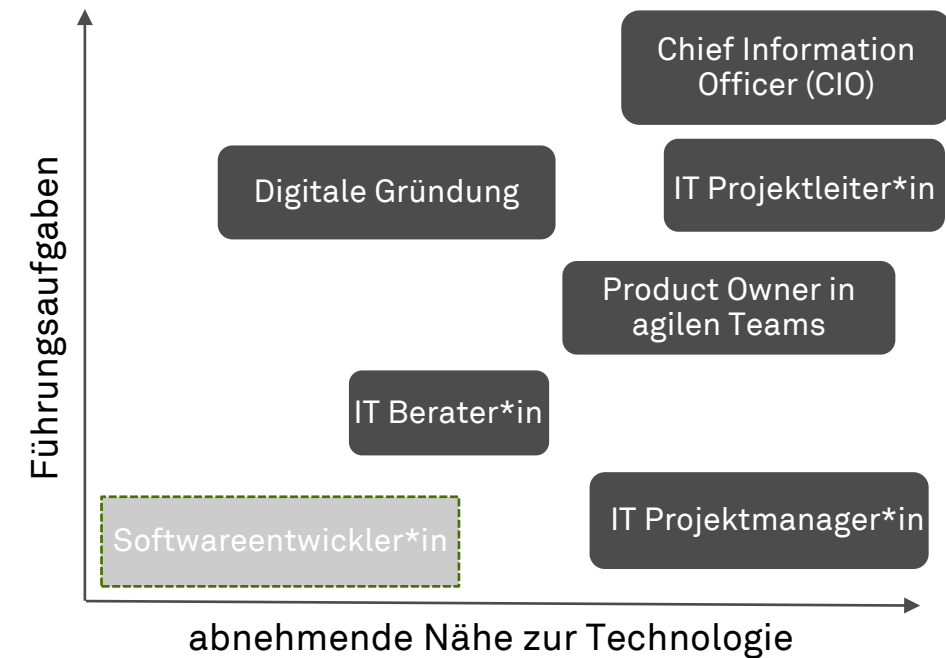 Chief Information
Officer (CIO)
Digitale Gründung
IT Projektleiter*in
Product Owner in
agilen Teams
IT Berater*in
Softwareentwickler*in
IT Projektmanager*in
Führungsaufgaben
abnehmende Nähe zur Technologie